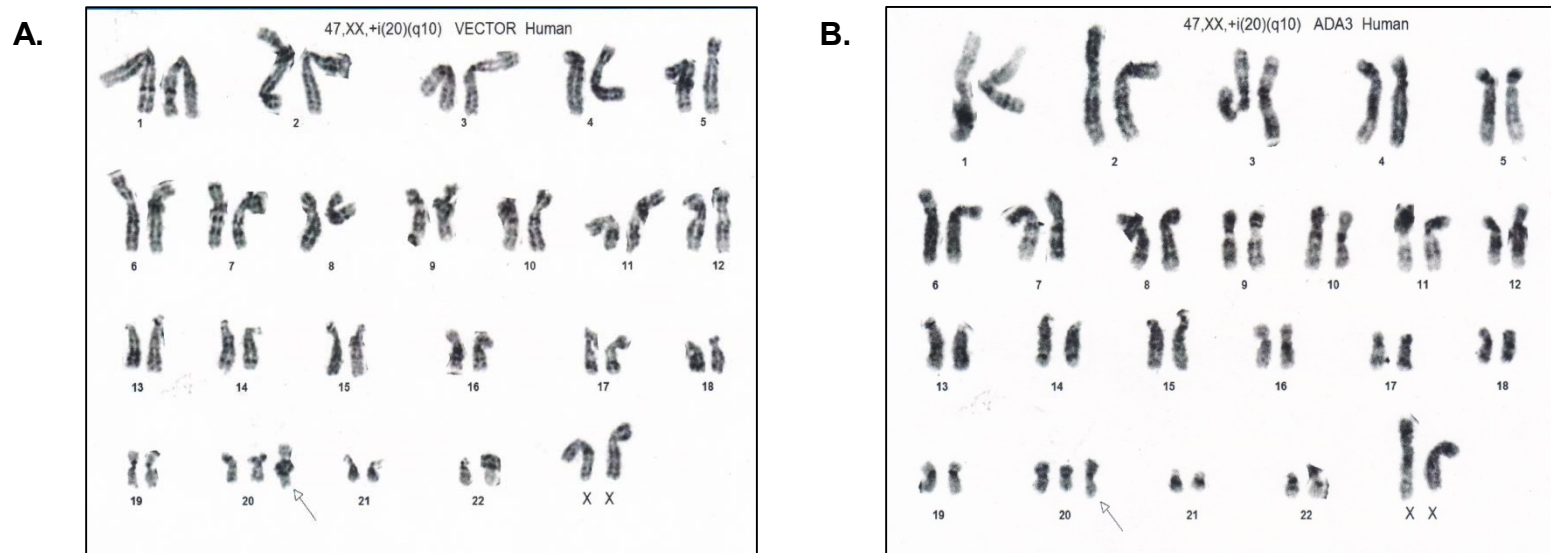 A.
47,XX,+i(20)(q10) VECTOR Human
1 2 3 4 5
6 7 8 9 10 11 12
13 14 15 16 17 18
19 20 21 22 X X
B.
47,XX,+i(20)(q10) ADA3 Human
1 2 3 4 5
6 7 8 9 10 11 12
13 14 15 16 17 18
19 20 21 22 X X